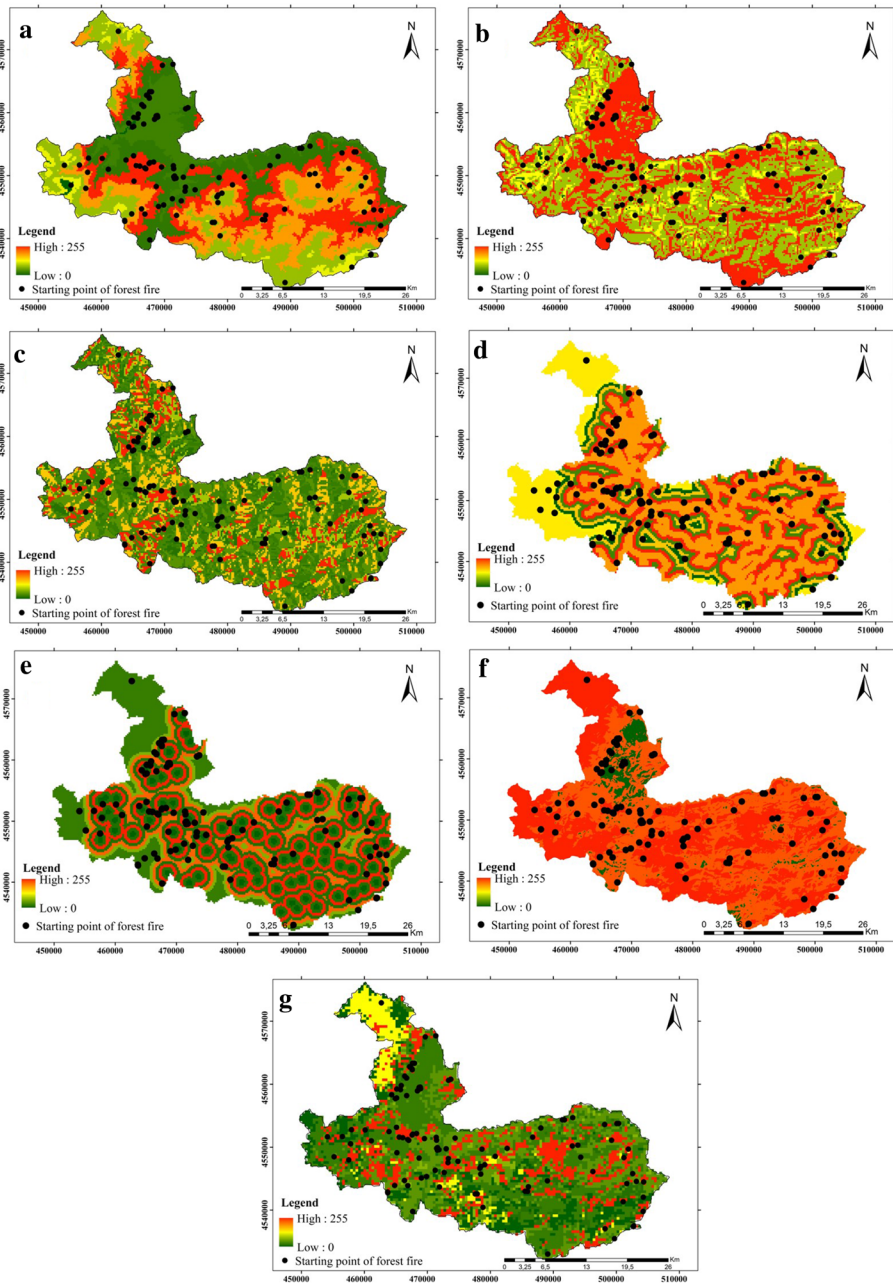 a
N
4570000
4560000
4550000
4540000
Legend
High : 255
Low : 0
Starting point of forest fire
Km
0 3,25 6,5 13 19,5 26
450000 460000 470000 480000 490000 500000 510000
b
N
4570000
4560000
4550000
4540000
Legend
High : 255
Low : 0
Starting point of forest fire
Km
0 3,25 6,5 13 19,5 26
450000 460000 470000 480000 490000 500000 510000
c
N
4570000
4560000
4550000
4540000
Legend
High : 255
Low : 0
Starting point of forest fire
Km
0 3,25 6,5 13 19,5 26
450000 460000 470000 480000 490000 500000 510000
d
N
4570000
4560000
4550000
4540000
Legend
High : 255
Low : 0
Starting point of forest fire
0 3,25 6,5 13 19,5 26
Km
450000 460000 470000 480000 490000 500000 510000
e
N
4570000
4560000
4550000
4540000
Legend
High : 255
Low : 0
Starting point of forest fire
0 3,25 6,5 13 19,5 26
Km
450000 460000 470000 480000 490000 500000 510000
f
N
4570000
4560000
4550000
4540000
Legend
High : 255
Low : 0
Starting point of forest fire
0 3,25 6,5 13 19,5 26
Km
450000 460000 470000 480000 490000 500000 510000
g
N
4570000
4560000
4550000
4540000
Legend
High : 255
Low : 0
Starting point of forest fire
Km
0 3,25 6,5 13 19,5 26
450000 460000 470000 480000 490000 500000 510000